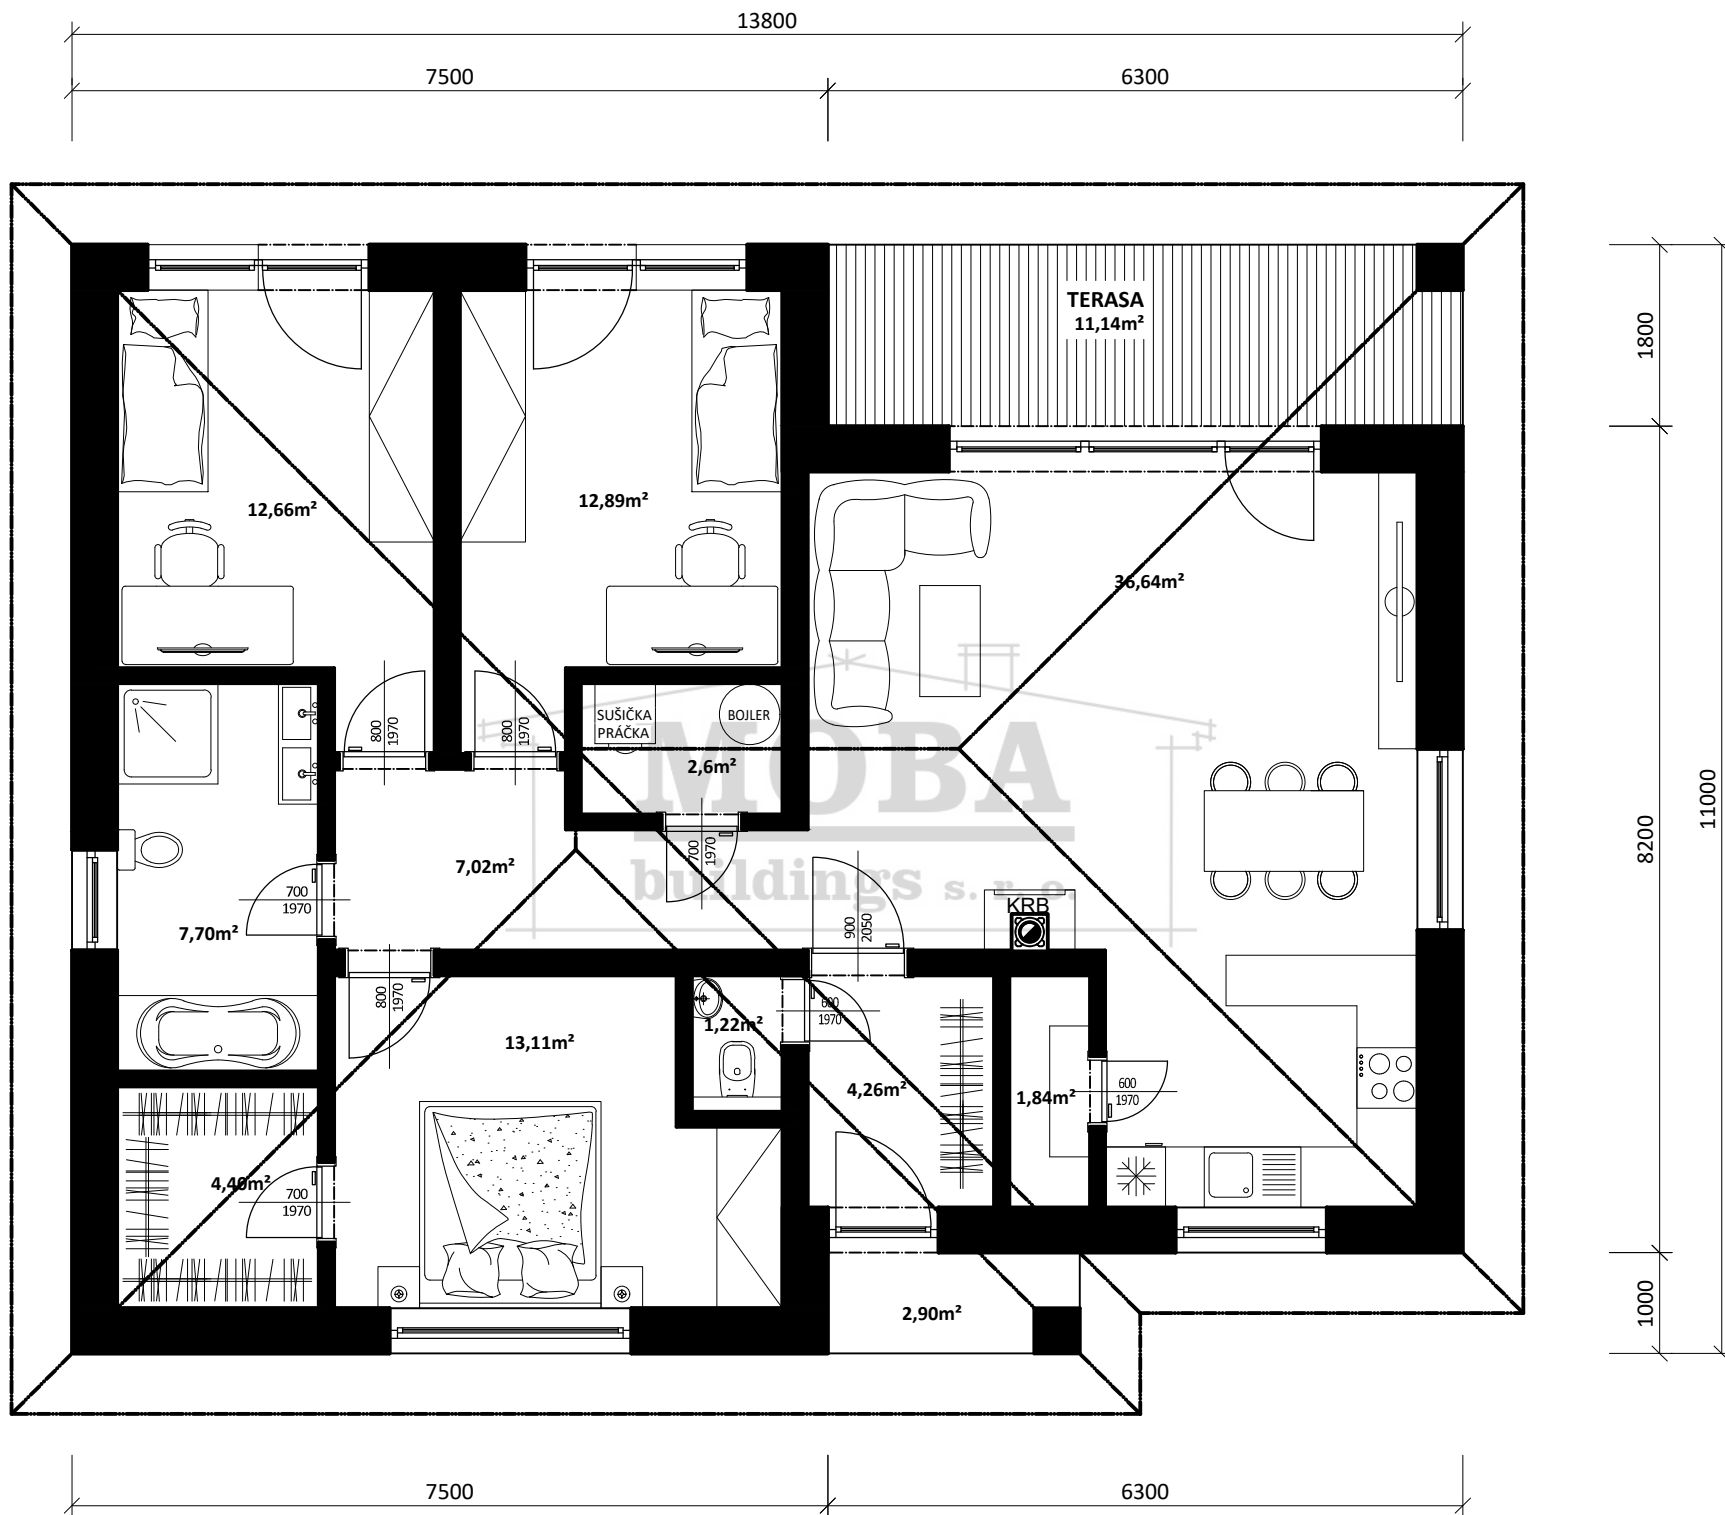 13800
7500
6300
TERASA
11,14m²
1800
12,66m²
12,89m²
36,64m²
SUŠIČKA
PRÁČKA
BOJLER
800
1970
800
1970
2,6m²
MOBA
11000
8200
700
1970
7,02m²
buildings s. r. o.
700
1970
KRB
900
2050
7,70m²
800
1970
600
1970
1,22m²
13,11m²
4,26m²
1,84m²
600
1970
4,40m²
700
1970
2,90m²
1000
7500
6300